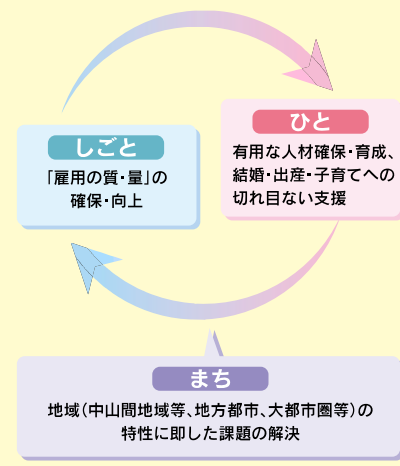 しごと
「雇用の質・量」の
確保・向上
ひと
有用な人材確保・育成、
結婚・出産・子育てへの
切れ目ない支援
まち
地域（中山間地域等、地方都市、大都市圏等）の
特性に即した課題の解決